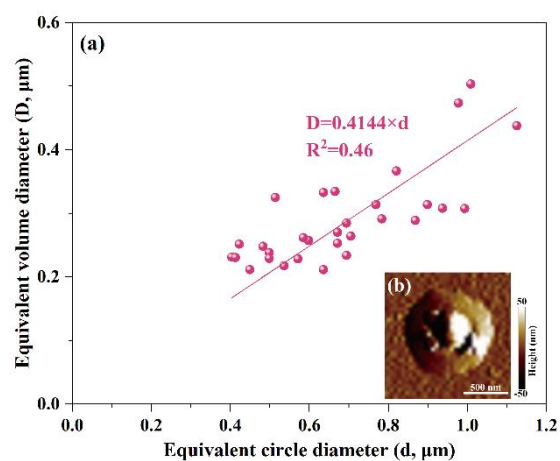 0.6
(a)
D=0.4144×d
R²=0.46
0.4
Equivalent volume diameter (D, μm)
0.2
(b)
50
Height (nm)
-50
500 nm
0.0
0.0 0.2 0.4 0.6 0.8 1.0 1.2
Equivalent circle diameter (d, μm)